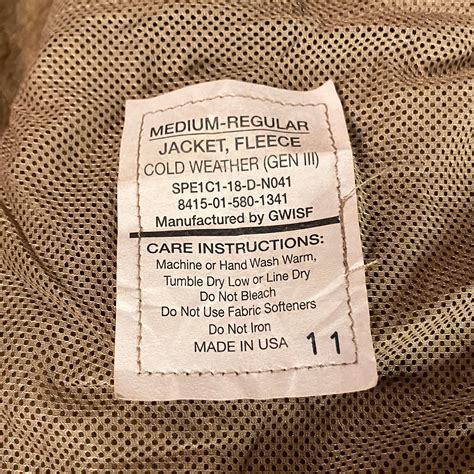 MEDIUM-REGULAR
JACKET, FLEECE
COLD WEATHER (GEN III)
SPE1C1-18-D-N041
8415-01-580-1341
Manufactured by GWISF
CARE INSTRUCTIONS:
Machine or Hand Wash Warm,
Tumble Dry Low or Line Dry
Do Not Bleach
Do Not Use Fabric Softeners
Do Not Iron
MADE IN USA 11